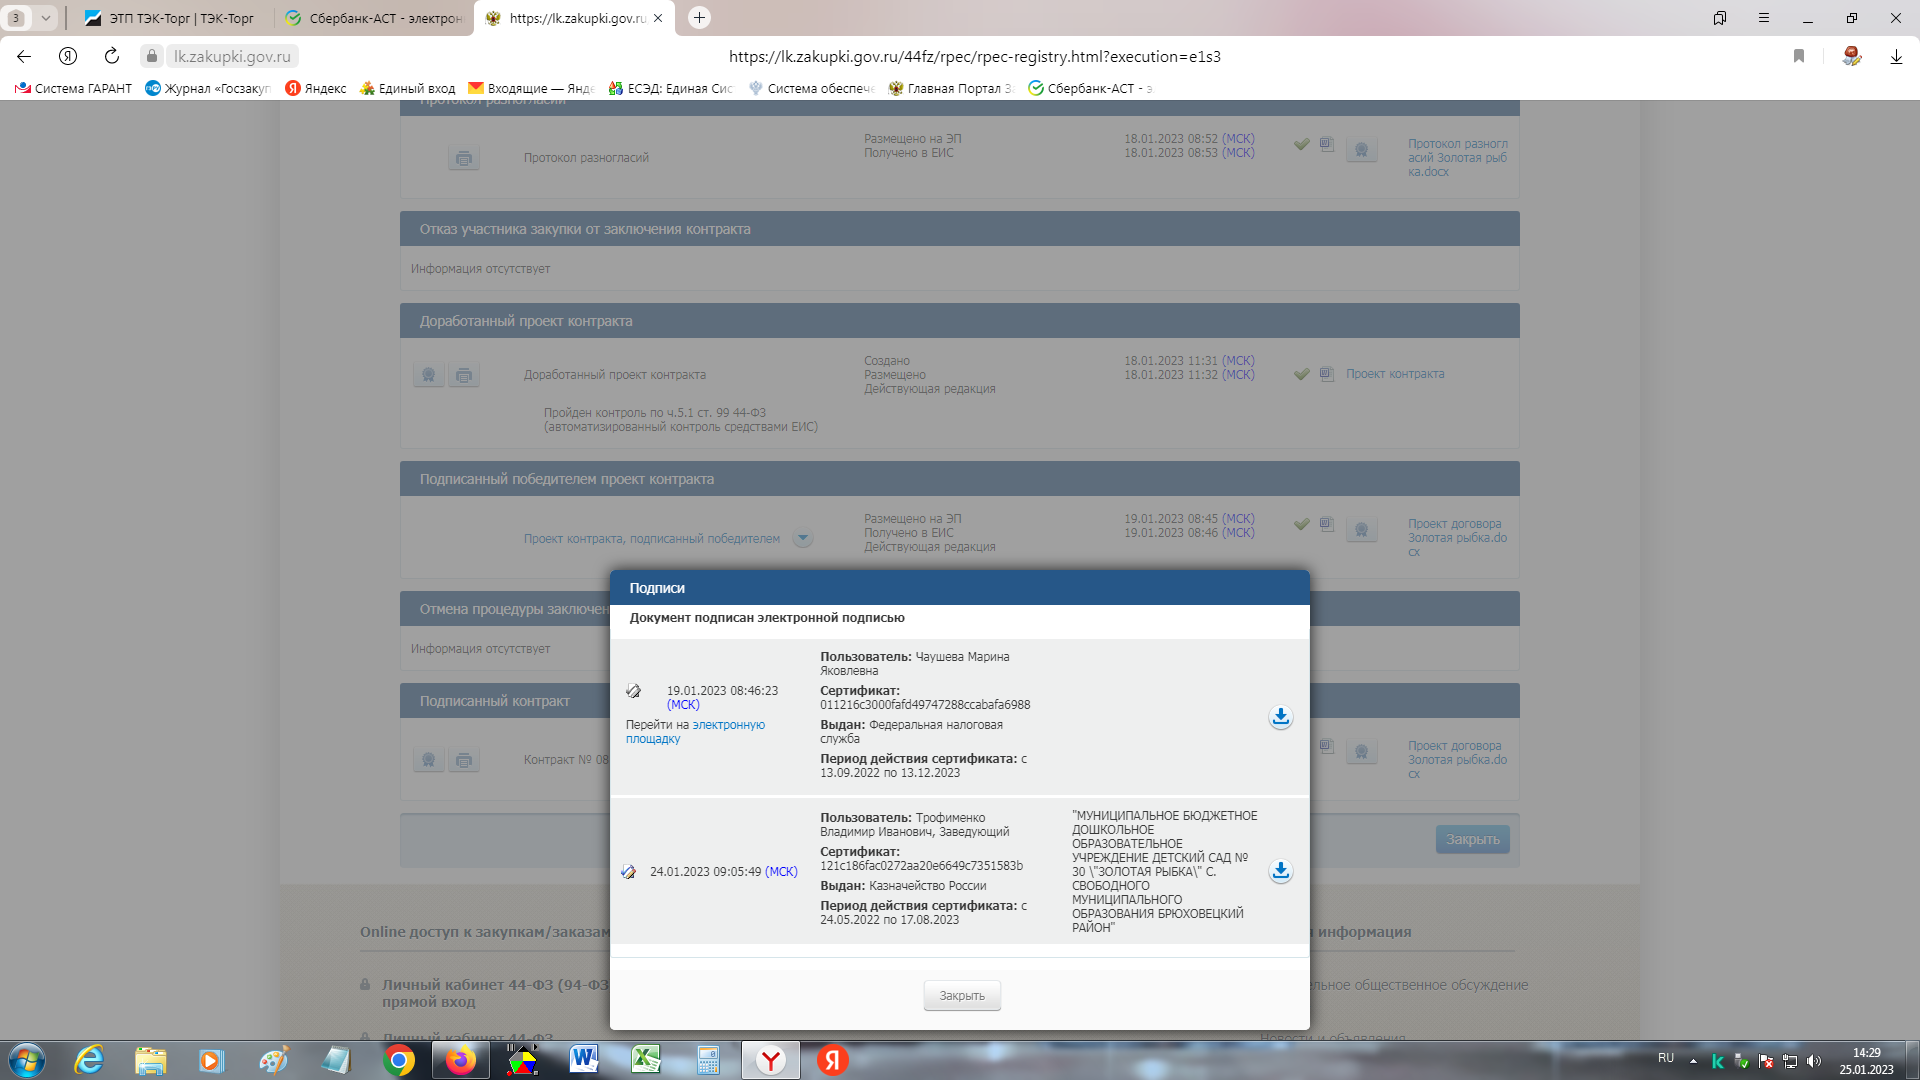 3
ЭТП ТЭК-Торг | ТЭК-Торг
Сбербанк-АСТ - электрон
https://lk.zakupki.gov.ru
lk.zakupki.gov.ru
https://lk.zakupki.gov.ru/44fz/rpec/rpec-registry.html?execution=e1s3
Система ГАРАНТ
Журнал «Госзакуп
Яндекс
Единый вход
Входящие — Янде
ЕСЭД: Единая Сис
Система обеспече
Главная Портал З
Сбербанк-АСТ - э
Протокол разногласий
Протокол разногласий
Размещено на ЭП
Получено в ЕИС
18.01.2023 08:52 (МСК)
18.01.2023 08:53 (МСК)
Протокол разногл
асий Золотая рыб
ка.docx
Отказ участника закупки от заключения контракта
Информация отсутствует
Доработанный проект контракта
Доработанный проект контракта
Создано
Размещено
Действующая редакция
18.01.2023 11:31 (МСК)
18.01.2023 11:32 (МСК)
Проект контракта
Пройден контроль по ч.5.1 ст. 99 44-ФЗ
(автоматизированный контроль средствами ЕИС)
Подписанный победителем проект контракта
Проект контракта, подписанный победителем
Размещено на ЭП
Получено в ЕИС
Действующая редакция
19.01.2023 08:45 (МСК)
19.01.2023 08:46 (МСК)
Проект договора
Золотая рыбка.do
cx
Отмена процедуры заключен
Информация отсутствует
Подписанный контракт
Контракт № 08
Проект договора
Золотая рыбка.do
cx
Закрыть
Подписи
Документ подписан электронной подписью
19.01.2023 08:46:23
(МСК)
Перейти на электронную
площадку
Пользователь: Чаушева Марина
Яковлевна
Сертификат:
011216c3000fafd49747288ccabafa6988
Выдан: Федеральная налоговая
служба
Период действия сертификата: с
13.09.2022 по 13.12.2023
24.01.2023 09:05:49 (МСК)
Пользователь: Трофименко
Владимир Иванович, Заведующий
Сертификат:
121c186fac0272aa20e6649c7351583b
Выдан: Казначейство России
Период действия сертификата: с
24.05.2022 по 17.08.2023
"МУНИЦИПАЛЬНОЕ БЮДЖЕТНОЕ
ДОШКОЛЬНОЕ
ОБРАЗОВАТЕЛЬНОЕ
УЧРЕЖДЕНИЕ ДЕТСКИЙ САД №
30 \"ЗОЛОТАЯ РЫБКА\" С.
СВОБОДНОГО
МУНИЦИПАЛЬНОГО
ОБРАЗОВАНИЯ БРЮХОВЕЦКИЙ
РАЙОН"
Закрыть
Online доступ к закупкам/заказам
я информация
Личный кабинет 44-ФЗ (94-ФЗ
прямой вход
льное общественное обсуждение
Личный кабинет 44-ФЗ
Новости и объявления
RU
14:29
25.01.2023